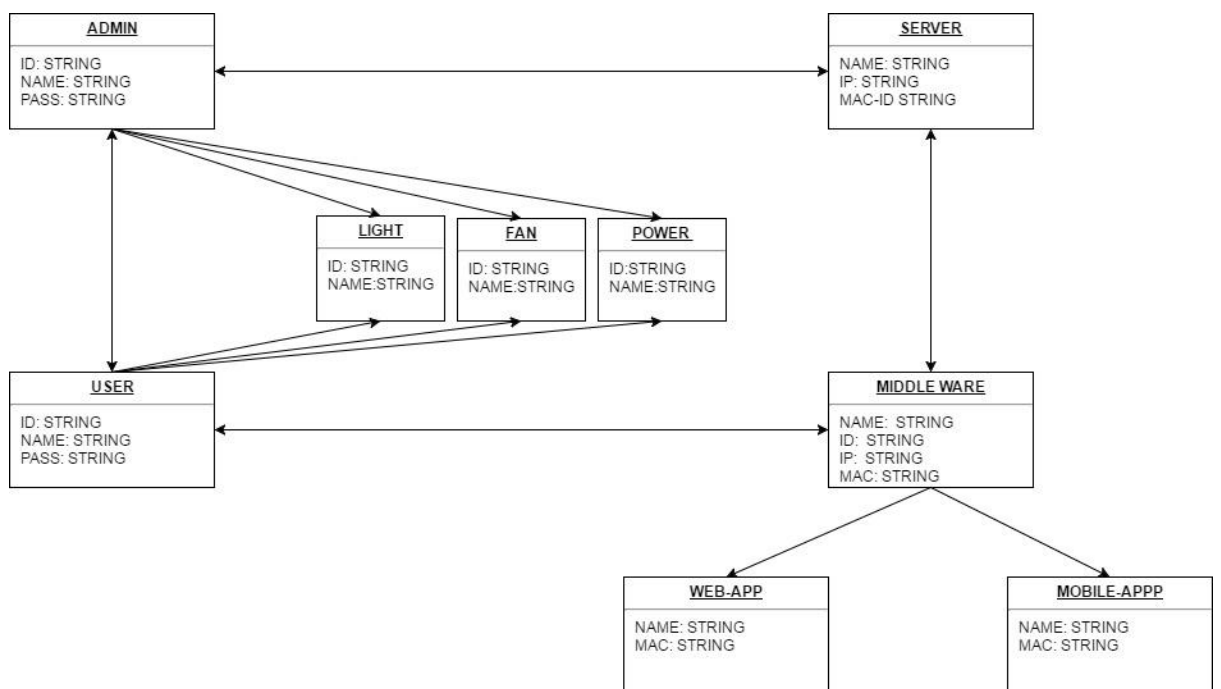 ADMIN
ID: STRING
NAME: STRING
PASS: STRING
SERVER
NAME: STRING
IP: STRING
MAC-ID STRING
LIGHT
ID: STRING
NAME:STRING
FAN
ID: STRING
NAME:STRING
POWER
ID:STRING
NAME:STRING
USER
ID: STRING
NAME: STRING
PASS: STRING
MIDDLE WARE
NAME: STRING
ID: STRING
IP: STRING
MAC: STRING
WEB-APP
NAME: STRING
MAC: STRING
MOBILE-APPP
NAME: STRING
MAC: STRING